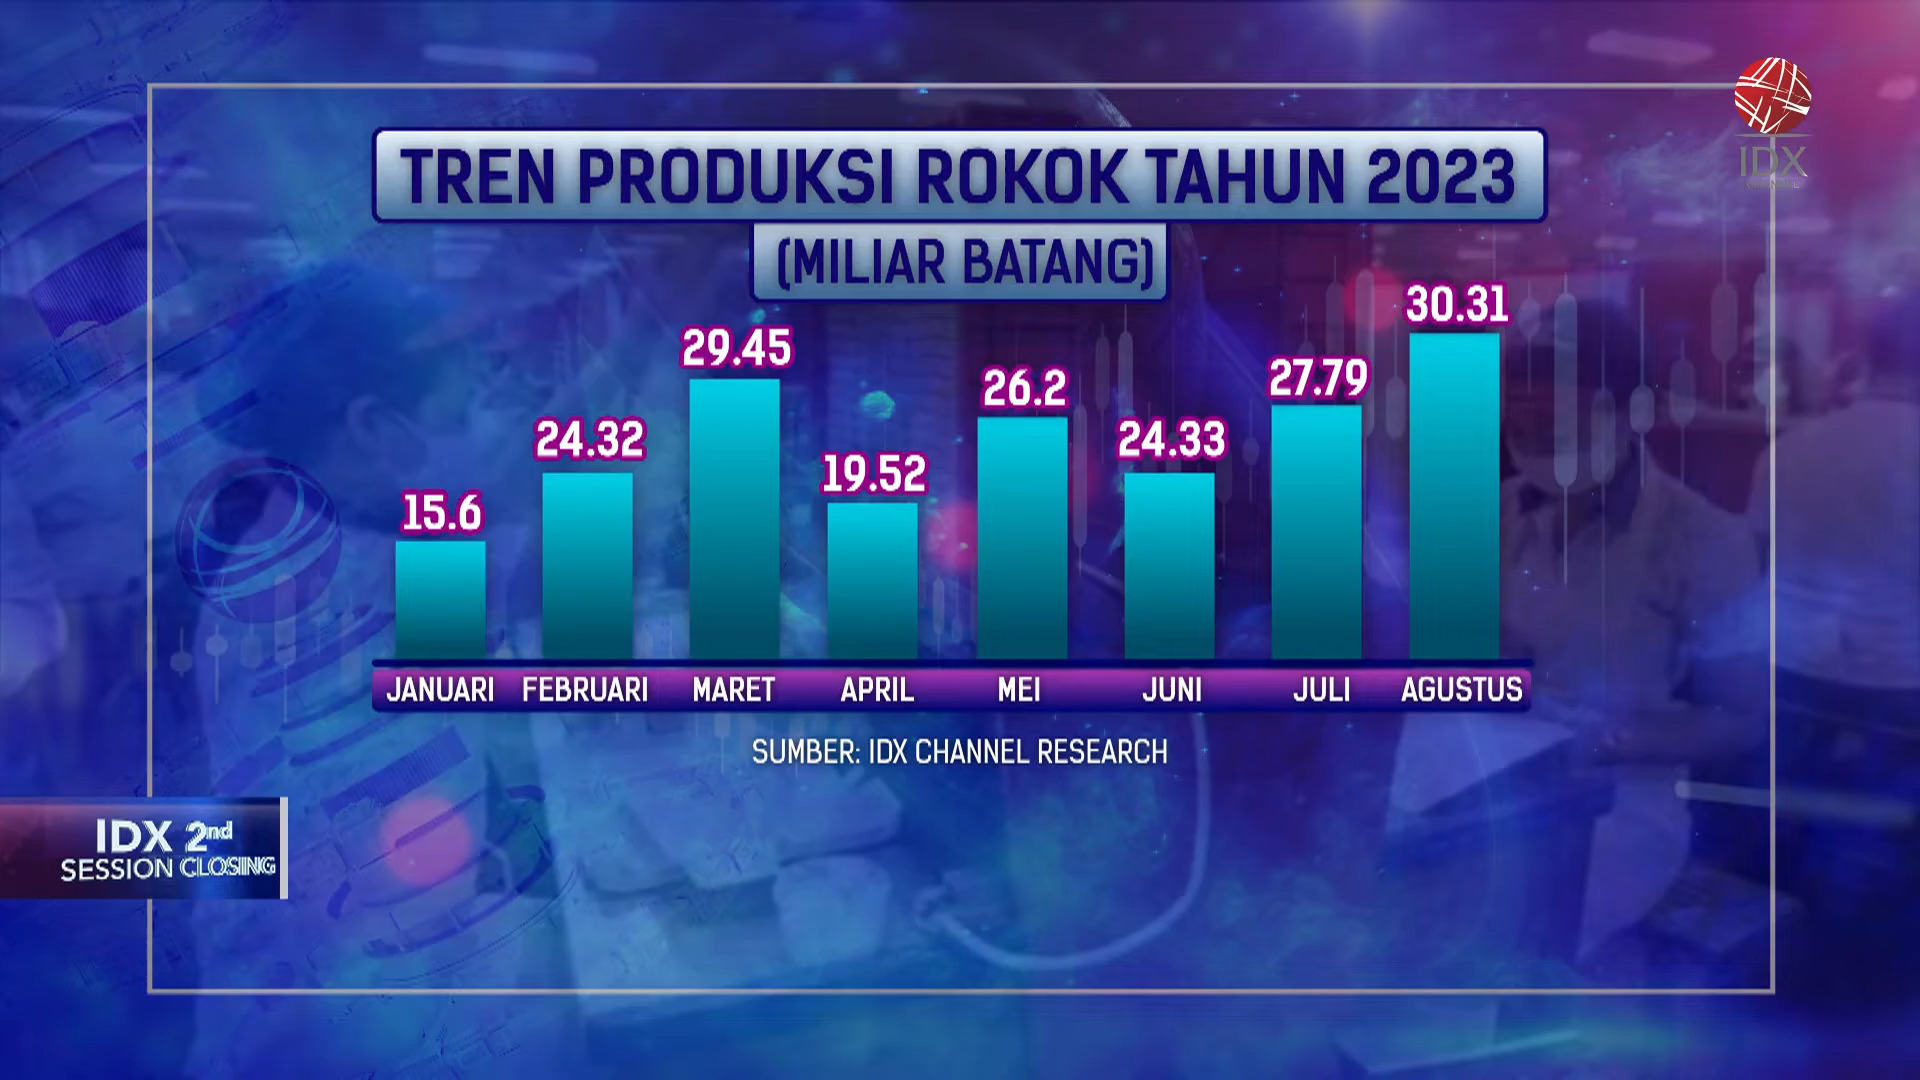 IDX
CHANNEL
TREN PRODUKSI ROKOK TAHUN 2023
(MILIAR BATANG)
15.6
24.32
29.45
19.52
26.2
24.33
27.79
30.31
JANUARI FEBRUARI MARET APRIL MEI JUNI JULI AGUSTUS
SUMBER: IDX CHANNEL RESEARCH
IDX 2nd
SESSION CLOSING